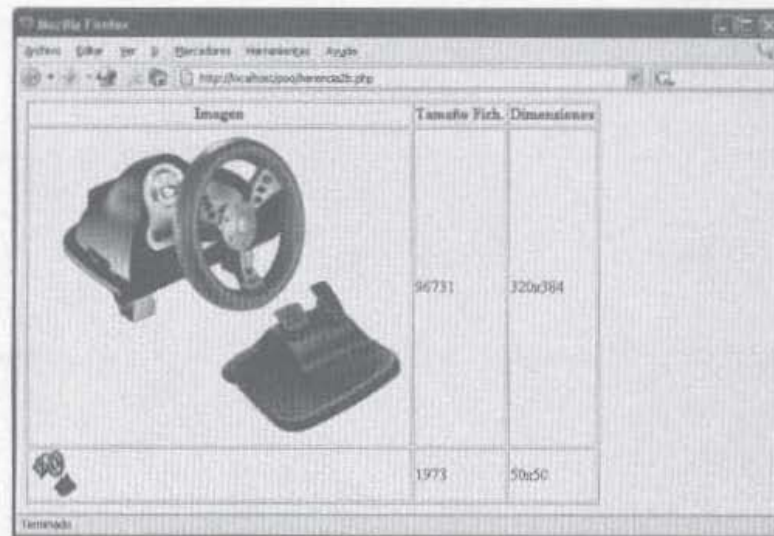 Mozilla Firefox
Archivo Editar Ver Ir Marcadores Herramientas Ayuda
http://localhost/poo/herencia2b.php
Imagen Tamaño Fich. Dimensiones
96731 320x384
1973 50x50
Terminado